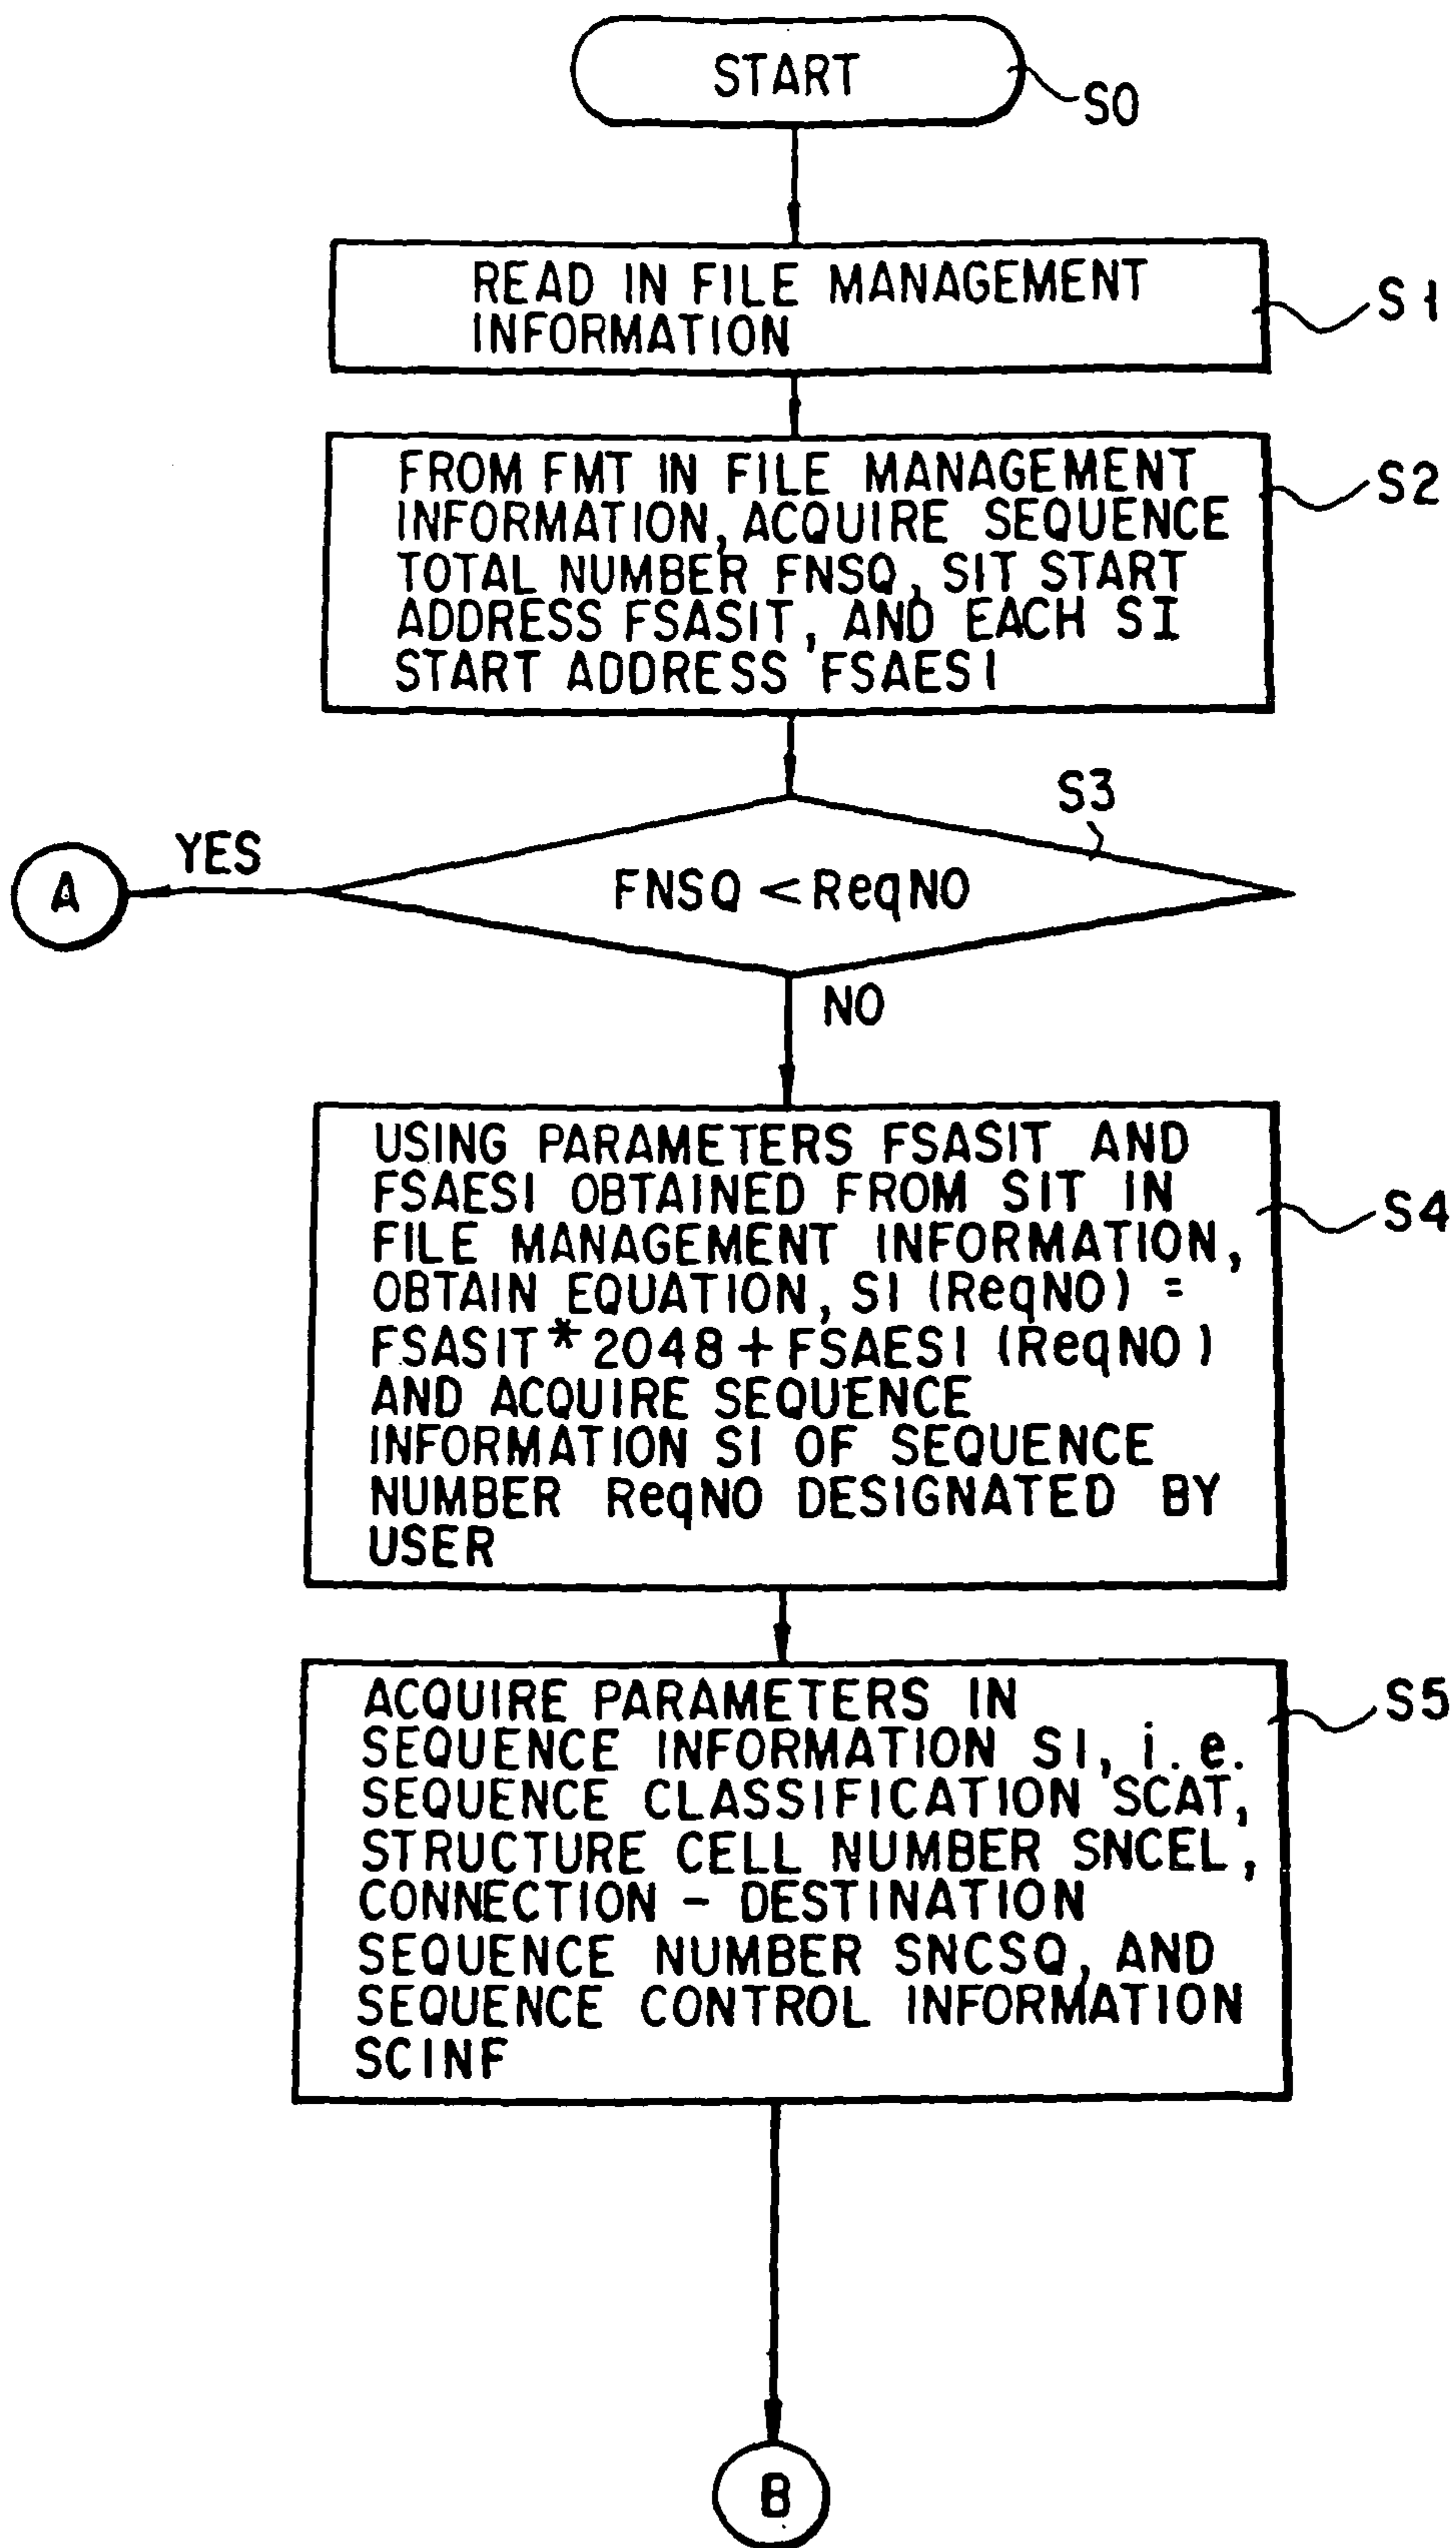 START
S0
READ IN FILE MANAGEMENT
INFORMATION
S1
FROM FMT IN FILE MANAGEMENT
INFORMATION, ACQUIRE SEQUENCE
TOTAL NUMBER FNSQ, SIT START
ADDRESS FSASIT, AND EACH SI
START ADDRESS FSAESI
S2
S3
YES
A
FNSQ < ReqNO
NO
USING PARAMETERS FSASIT AND
FSAESI OBTAINED FROM SIT IN
FILE MANAGEMENT INFORMATION,
OBTAIN EQUATION, SI (ReqNO) =
FSASIT * 2048 + FSAESI (ReqNO)
AND ACQUIRE SEQUENCE
INFORMATION SI OF SEQUENCE
NUMBER ReqNO DESIGNATED BY
USER
S4
ACQUIRE PARAMETERS IN
SEQUENCE INFORMATION SI, i.e.
SEQUENCE CLASSIFICATION SCAT,
STRUCTURE CELL NUMBER SNCEL,
CONNECTION - DESTINATION
SEQUENCE NUMBER SNCSQ, AND
SEQUENCE CONTROL INFORMATION
SCINF
S5
B